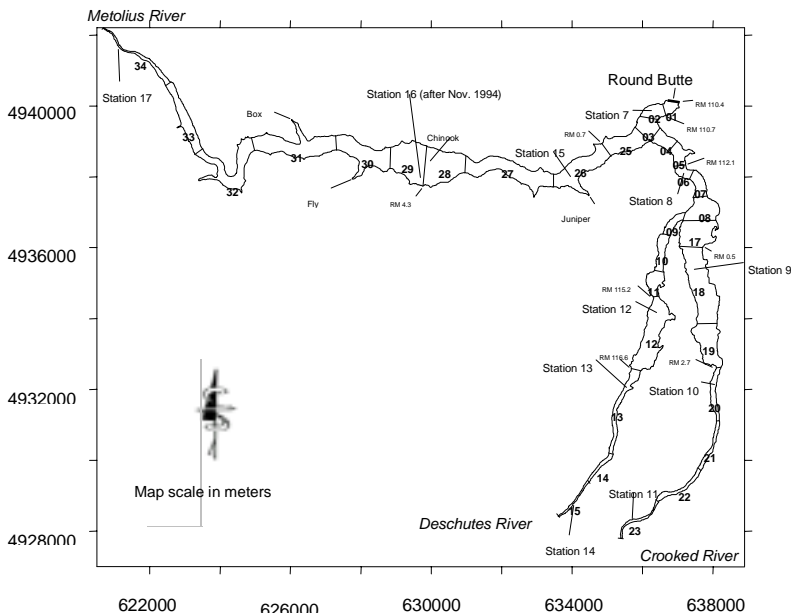 Metolius River
34
Station 17
33
32
31
Box
Fly
30
Station 16 (after Nov. 1994)
Chinook
29
28
RM 4.3
27
Station 15
26
Juniper
RM 0.7
25
Round Butte
Station 7
RM 110.4
02
01
RM 110.7
03
04
05
RM 112.1
06
Station 8
07
08
09
17
RM 0.5
Station 9
10
18
RM 115.2
11
Station 12
12
19
RM 116.6
RM 2.7
Station 13
Station 10
13
20
21
14
22
Station 11
15
23
Station 14
Deschutes River
Crooked River
Map scale in meters
4940000
4936000
4932000
4928000
622000
626000
630000
634000
638000